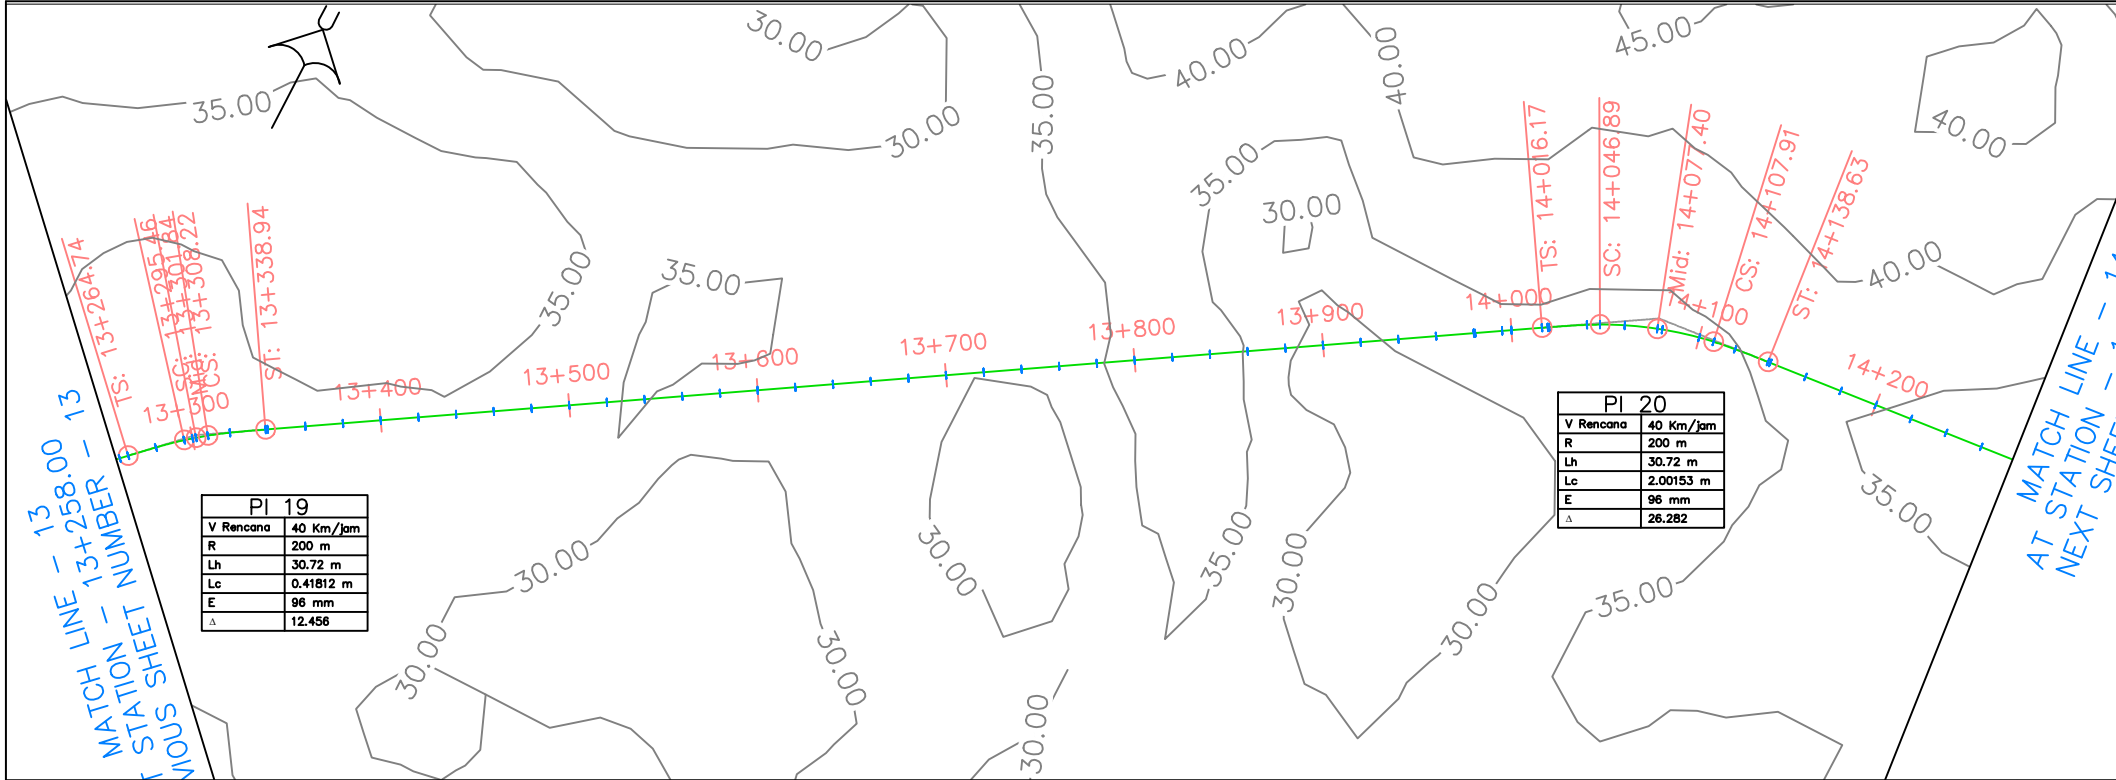 30.00
40.00
45.00
35.00
35.00
40.00
30.00
40.00
35.00
30.00
TS: 14+016.17
SC: 14+046.89
Mid: 14+077.40
CS: 14+107.91
ST: 14+138.63
40.00
TS: 13+264.74
SC: 13+295.46
Mid: 13+301.84
CS: 13+308.22
ST: 13+338.94
35.00
35.00
13+300
13+400
13+500
13+600
13+700
13+800
13+900
14+000
14+100
14+200
MATCH LINE - 13
STATION - 13+258.00
SHEET NUMBER - 13
MATCH LINE - 14
AT STATION -
NEXT
PI 19
V Rencana 40 Km/jam
R 200 m
Lh 30.72 m
Lc 0.41812 m
E 96 mm
Δ 12.456
PI 20
V Rencana 40 Km/jam
R 200 m
Lh 30.72 m
Lc 2.00153 m
E 96 mm
Δ 26.282
30.00
30.00
35.00
30.00
35.00
30.00
30.00
30.00
35.00
30.00